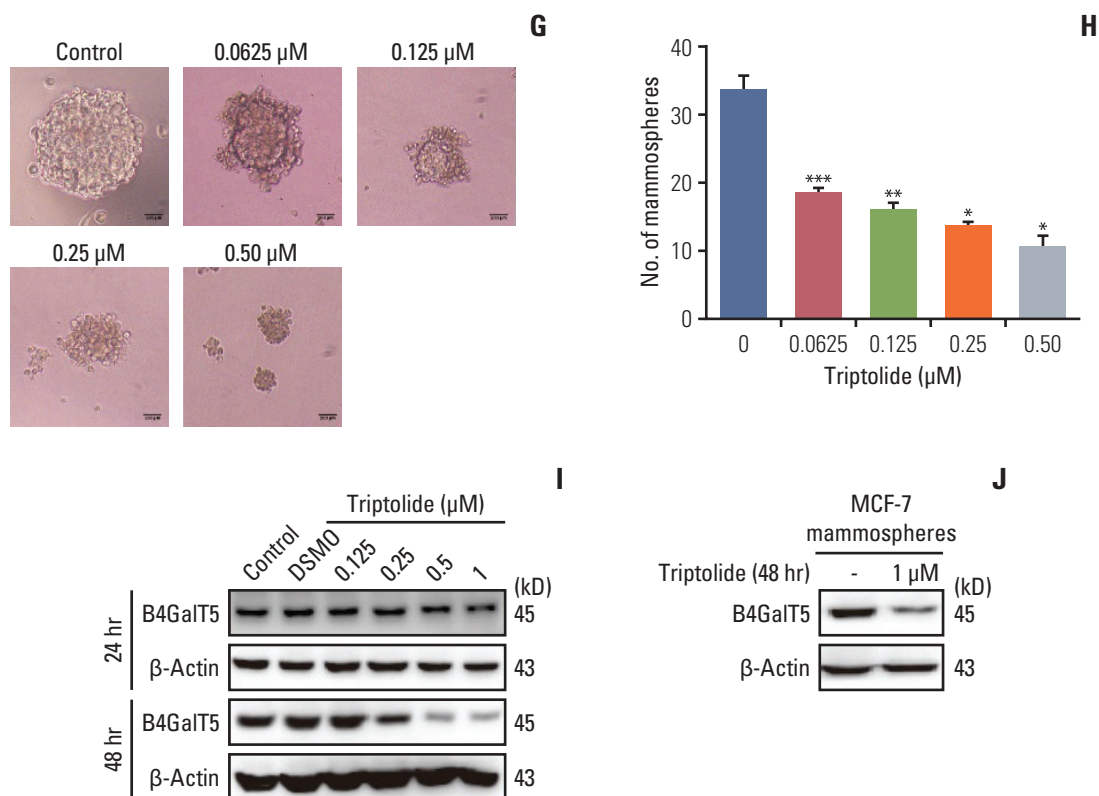 G
Control 0.0625 µM 0.125 µM
0.25 µM 0.50 µM
H
40
30
20
10
0
No. of mammospheres
***
**
*
*
0 0.0625 0.125 0.25 0.50
Triptolide (µM)
I
Triptolide (µM)
Control DSMO 0.125 0.25 0.5 1
(kD)
24 hr
B4GalT5 45
β-Actin 43
48 hr
B4GalT5 45
β-Actin 43
J
MCF-7
mammospheres
Triptolide (48 hr) - 1 µM (kD)
B4GalT5 45
β-Actin 43